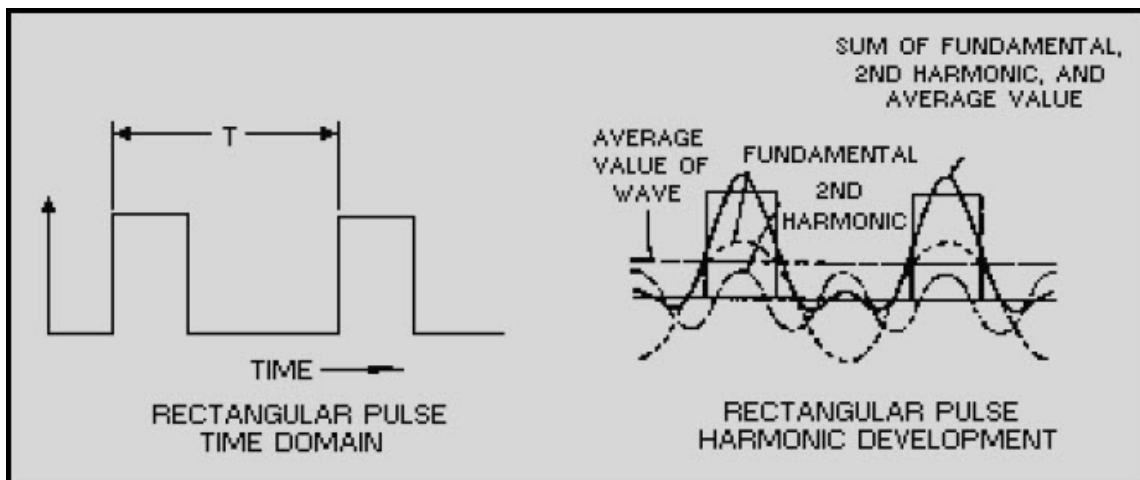 T
TIME
RECTANGULAR PULSE
TIME DOMAIN
SUM OF FUNDAMENTAL,
2ND HARMONIC, AND
AVERAGE VALUE
AVERAGE
VALUE OF
WAVE
FUNDAMENTAL
2ND
HARMONIC
RECTANGULAR PULSE
HARMONIC DEVELOPMENT